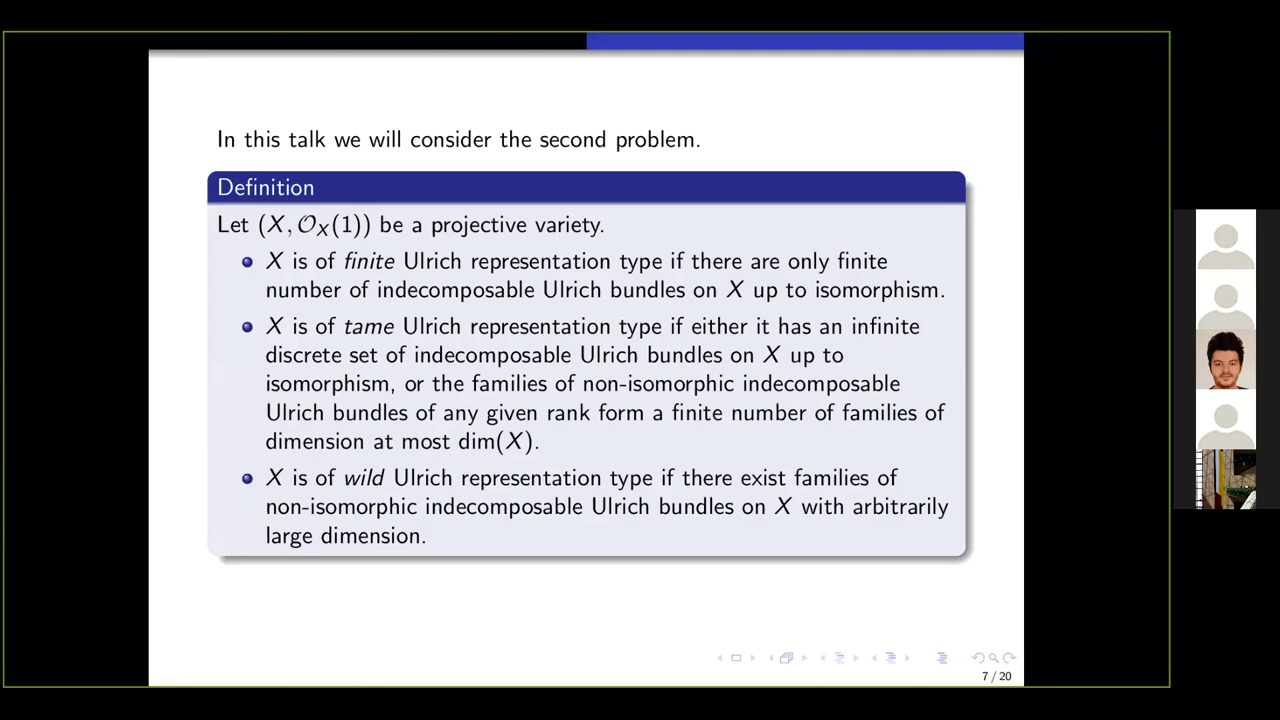 In this talk we will consider the second problem.
Definition
Let (X, 𝒪_X(1)) be a projective variety.
X is of finite Ulrich representation type if there are only finite
number of indecomposable Ulrich bundles on X up to isomorphism.
X is of tame Ulrich representation type if either it has an infinite
discrete set of indecomposable Ulrich bundles on X up to
isomorphism, or the families of non-isomorphic indecomposable
Ulrich bundles of any given rank form a finite number of families of
dimension at most dim(X).
X is of wild Ulrich representation type if there exist families of
non-isomorphic indecomposable Ulrich bundles on X with arbitrarily
large dimension.
7 / 20